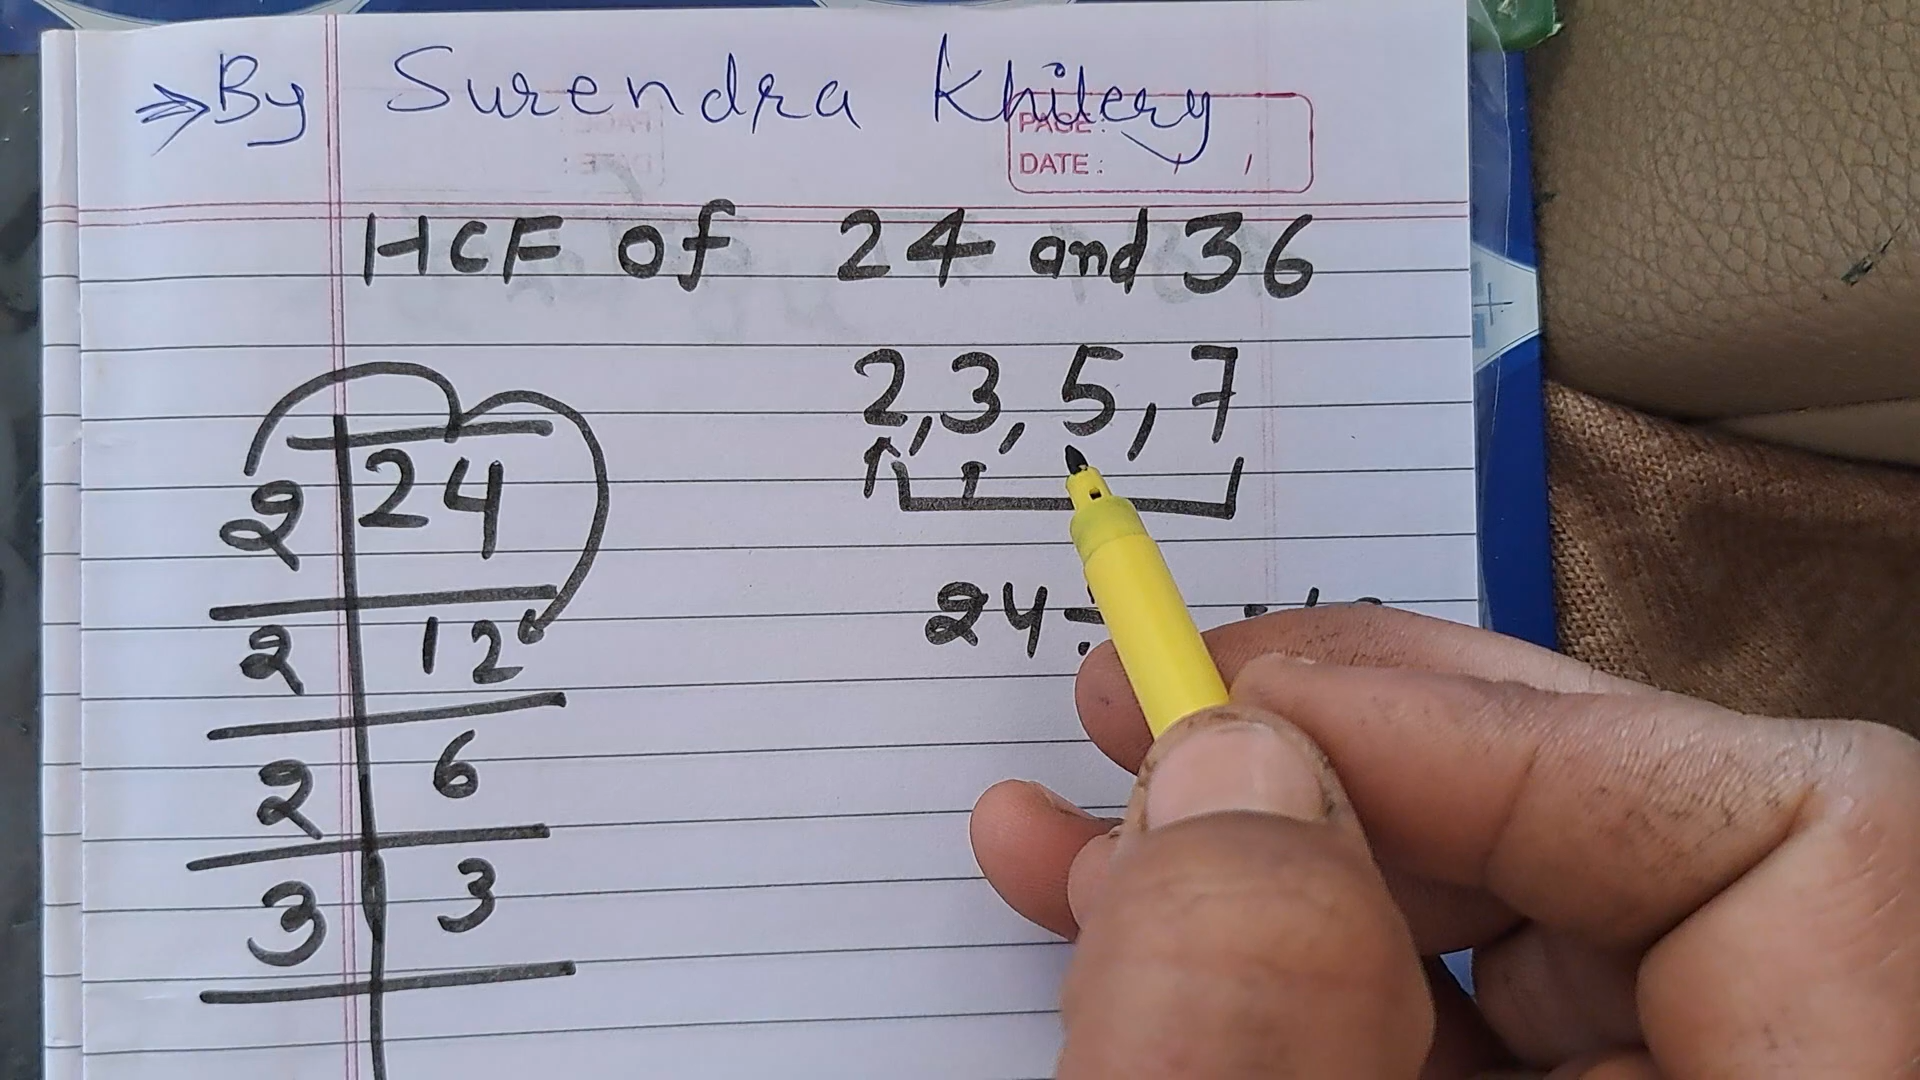 ⇒ By Surendra Khilery
PAGE :
DATE : / /
HCF of 24 and 36
2, 3, 5, 7
2 | 24
2 | 12
2 | 6
3 | 3
24 ÷